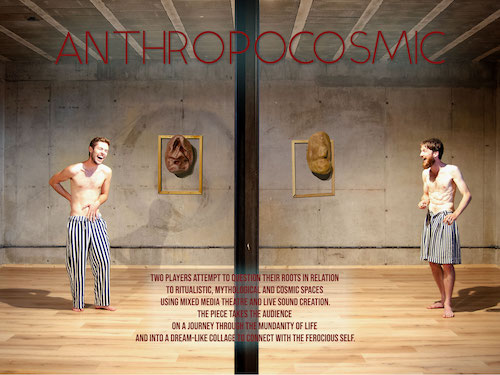 ANTHROPOCOSMIC
TWO PLAYERS ATTEMPT TO QUESTION THEIR ROOTS IN RELATION
TO RITUALISTIC, MYTHOLOGICAL AND COSMIC SPACES
USING MIXED MEDIA THEATRE AND LIVE SOUND CREATION.
THE PIECE TAKES THE AUDIENCE
ON A JOURNEY THROUGH THE MUNDANITY OF LIFE
AND INTO A DREAM-LIKE COLLAGE TO CONNECT WITH THE FEROCIOUS SELF.